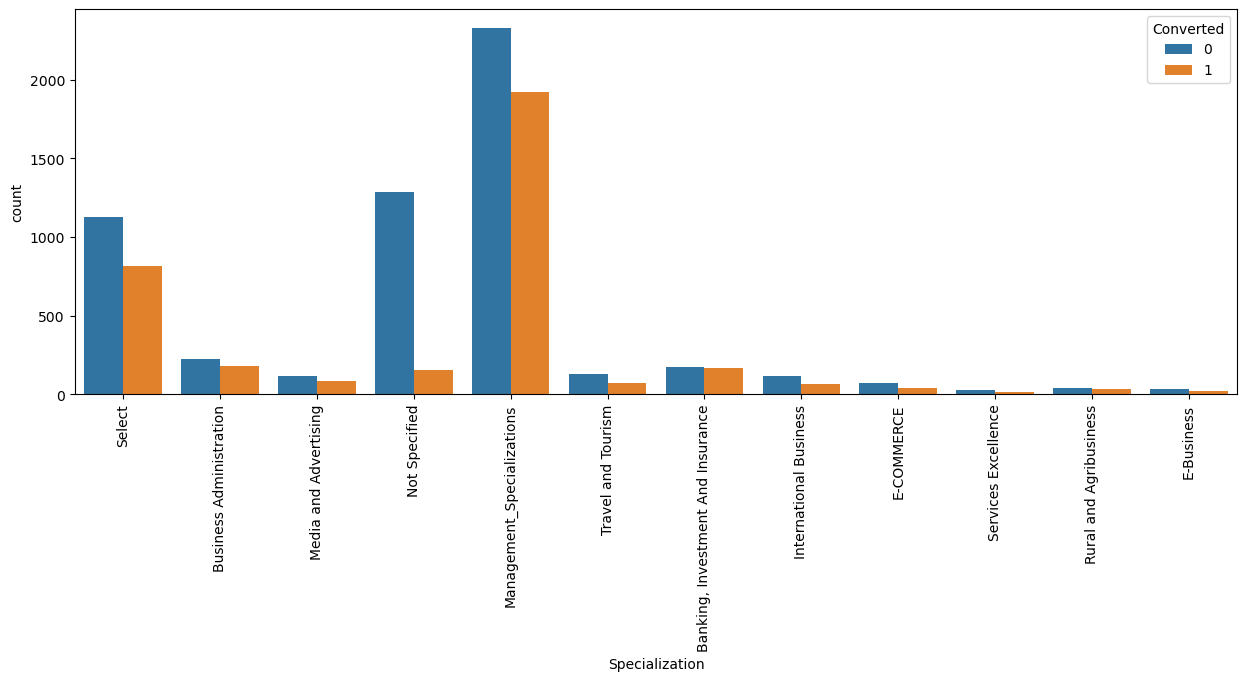 Converted
0
1
2000
1500
1000
500
0
count
Select
Business Administration
Media and Advertising
Not Specified
Management_Specializations
Travel and Tourism
Banking, Investment And Insurance
International Business
E-COMMERCE
Services Excellence
Rural and Agribusiness
E-Business
Specialization